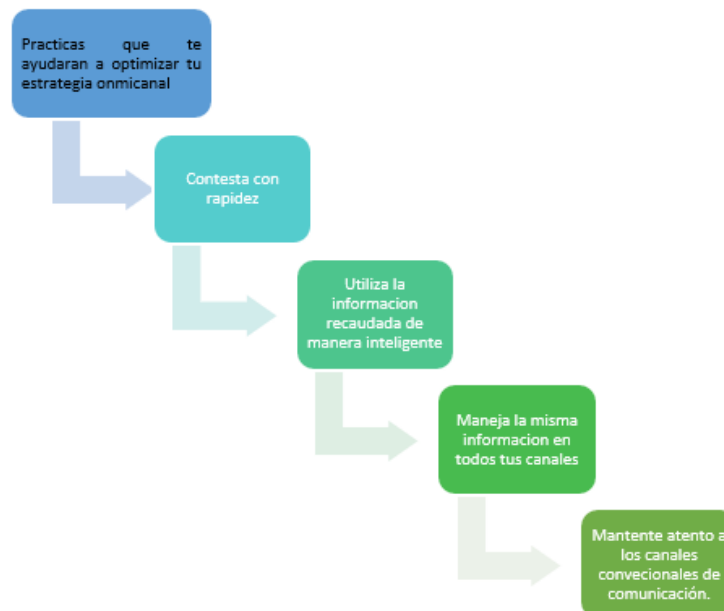 Practicas que te
ayudaran a optimizar tu
estrategia onmicanal
Contesta con
rapidez
Utiliza la
informacion
recaudada de
manera inteligente
Maneja la misma
informacion en
todos tus canales
Mantente atento a
los canales
convecionales de
comunicación.